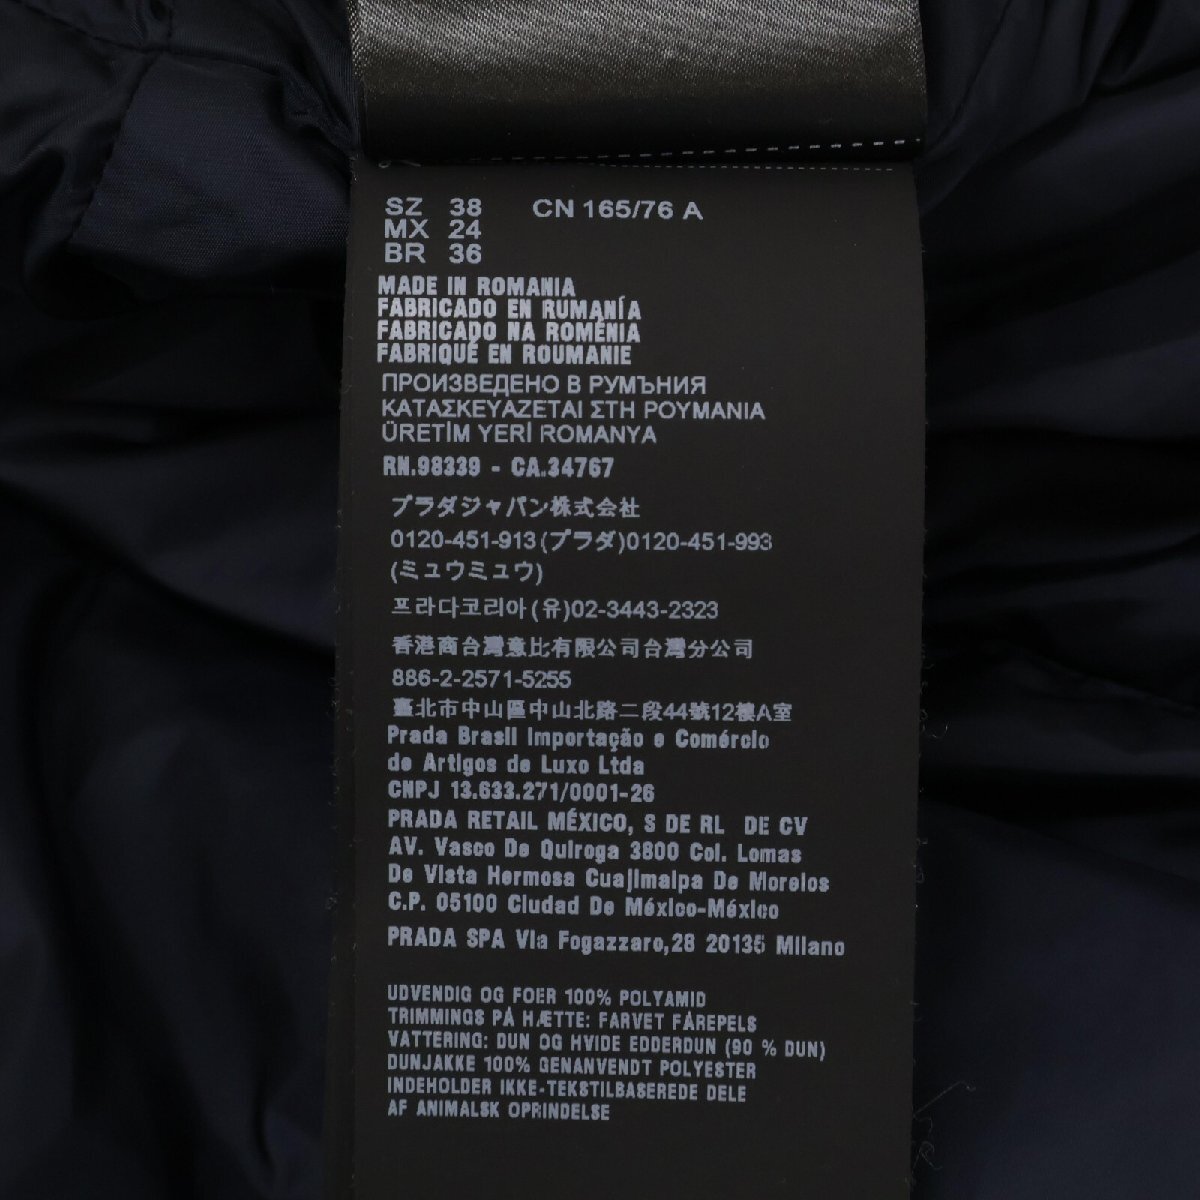 SZ 38 CN 165/76 A
MX 24
BR 36
MADE IN ROMANIA
FABRICADO EN RUMANÍA
FABRICADO NA ROMÉNIA
FABRIQUÉ EN ROUMANIE
ПРОИЗВЕДЕНО В РУМЪНИЯ
ΚΑΤΑΣΚΕΥΑΖΕΤΑΙ ΣΤΗ ΡΟΥΜΑΝΙΑ
ÜRETİM YERİ ROMANYA
RN.98339 - CA.34767
プラダジャパン株式会社
0120-451-913(プラダ)0120-451-993
(ミュウミュウ)
프라다코리아(유)02-3443-2323
香港商台灣意比有限公司台灣分公司
886-2-2571-5255
臺北市中山區中山北路二段44號12樓A室
Prada Brasil Importação e Comércio
de Artigos de Luxo Ltda
CNPJ 13.633.271/0001-26
PRADA RETAIL MÉXICO, S DE RL DE CV
AV. Vasco De Quiroga 3800 Col. Lomas
De Vista Hermosa Cuajimalpa De Morelos
C.P. 05100 Ciudad De México-México
PRADA SPA Via Fogazzaro,28 20135 Milano
UDVENDIG OG FOER 100% POLYAMID
TRIMMINGS PÅ HÆTTE: FARVET FÅREPELS
VATTERING: DUN OG HVIDE EDDERDUN (90 % DUN)
DUNJAKKE 100% GENANVENDT POLYESTER
INDEHOLDER IKKE-TEKSTILBASEREDE DELE
AF ANIMALSK OPRINDELSE